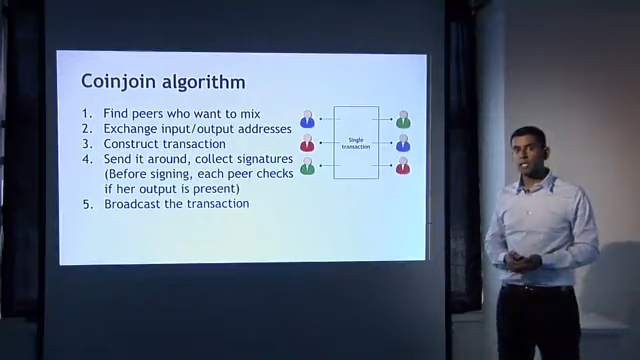 Coinjoin algorithm
1. Find peers who want to mix
2. Exchange input/output addresses
3. Construct transaction
4. Send it around, collect signatures
(Before signing, each peer checks
if her output is present)
5. Broadcast the transaction
Single
transaction